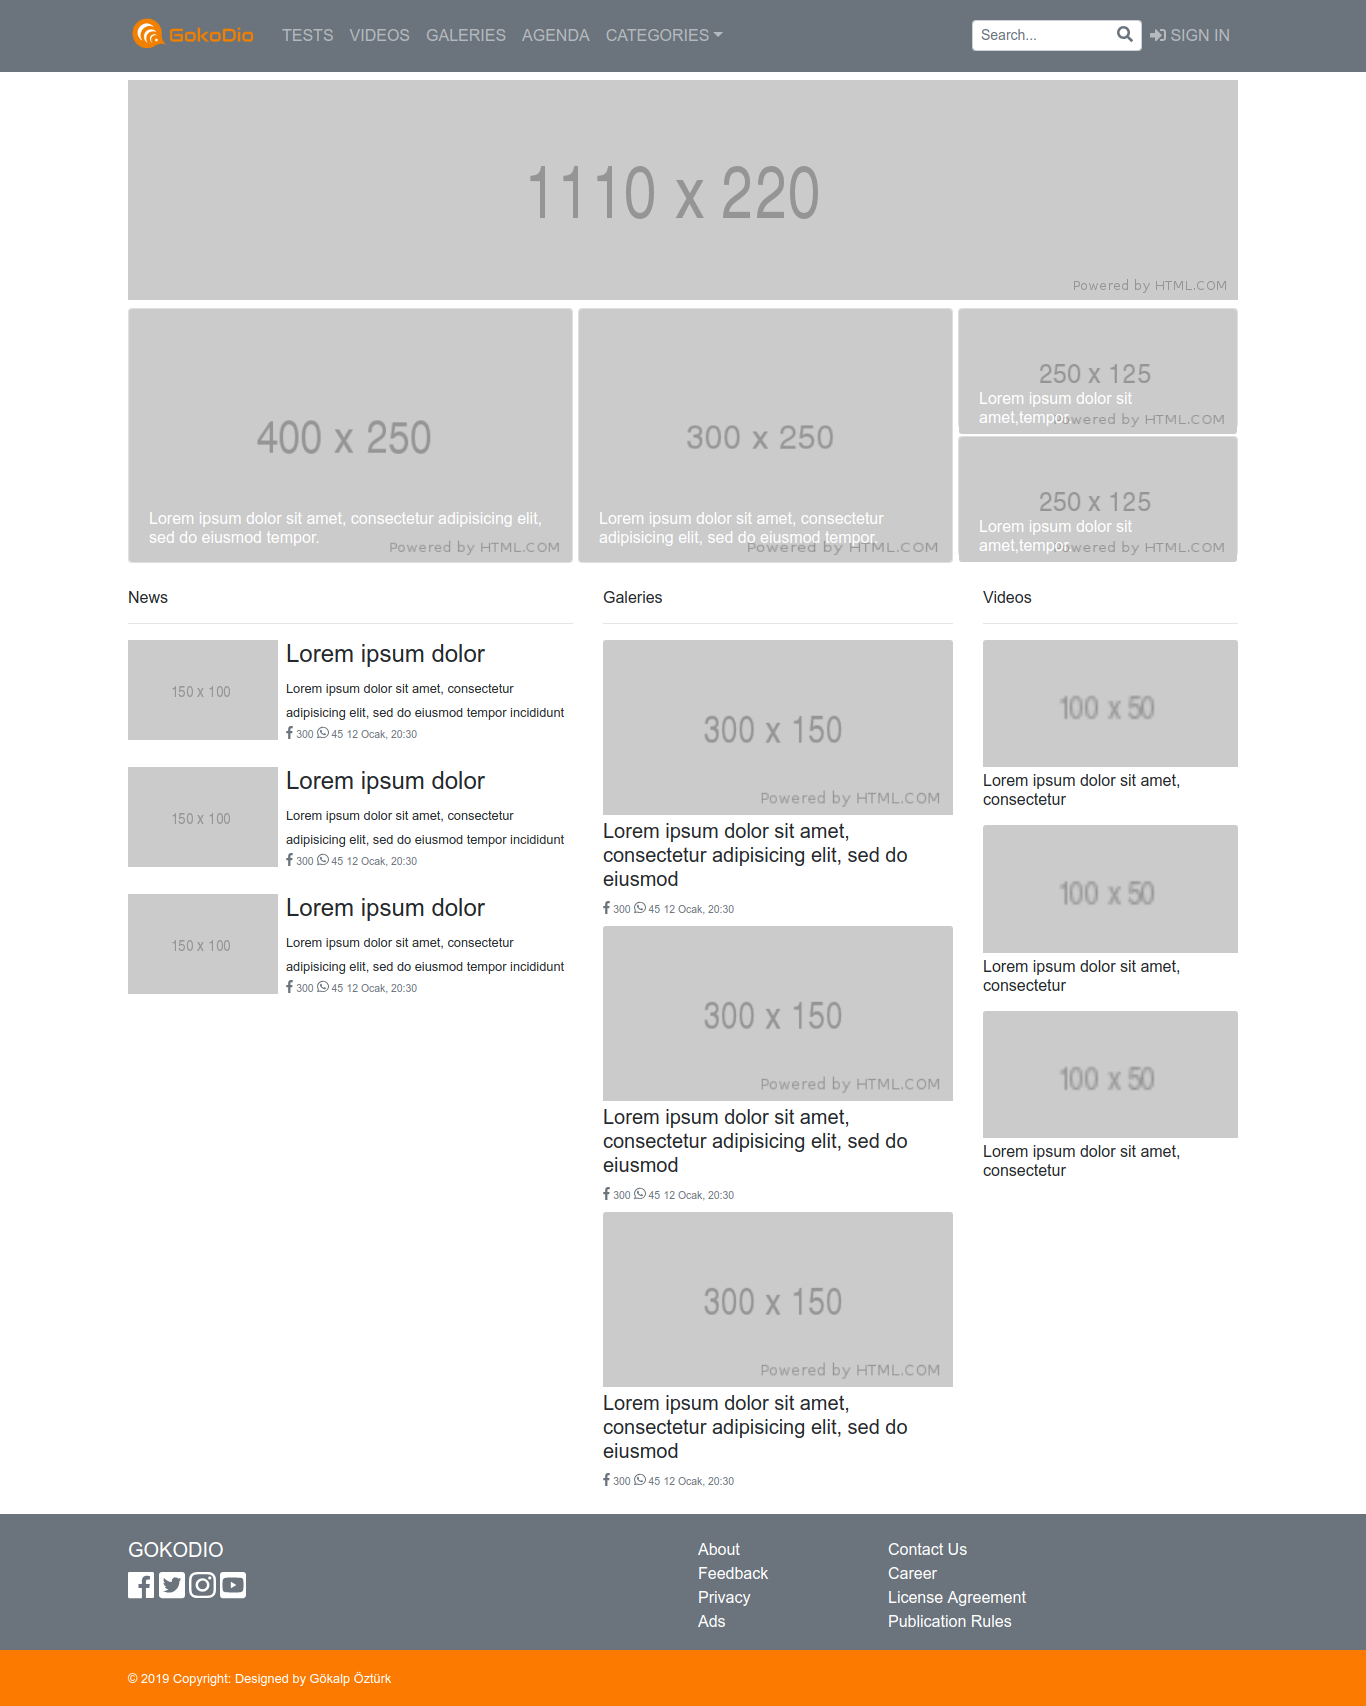 GokoDio TESTS VIDEOS GALERIES AGENDA CATEGORIES Search... SIGN IN
1110 x 220
Powered by HTML.COM
400 x 250
Lorem ipsum dolor sit amet, consectetur adipisicing elit,
sed do eiusmod tempor.
Powered by HTML.COM
300 x 250
Lorem ipsum dolor sit amet, consectetur
adipisicing elit, sed do eiusmod tempor.
Powered by HTML.COM
250 x 125
Lorem ipsum dolor sit
amet,tempor.
Powered by HTML.COM
250 x 125
Lorem ipsum dolor sit
amet,tempor.
Powered by HTML.COM
News
150 x 100
Lorem ipsum dolor
Lorem ipsum dolor sit amet, consectetur
adipisicing elit, sed do eiusmod tempor incididunt
300 45 12 Ocak, 20:30
150 x 100
Lorem ipsum dolor
Lorem ipsum dolor sit amet, consectetur
adipisicing elit, sed do eiusmod tempor incididunt
300 45 12 Ocak, 20:30
150 x 100
Lorem ipsum dolor
Lorem ipsum dolor sit amet, consectetur
adipisicing elit, sed do eiusmod tempor incididunt
300 45 12 Ocak, 20:30
Galeries
300 x 150
Powered by HTML.COM
Lorem ipsum dolor sit amet,
consectetur adipisicing elit, sed do
eiusmod
300 45 12 Ocak, 20:30
300 x 150
Powered by HTML.COM
Lorem ipsum dolor sit amet,
consectetur adipisicing elit, sed do
eiusmod
300 45 12 Ocak, 20:30
300 x 150
Powered by HTML.COM
Lorem ipsum dolor sit amet,
consectetur adipisicing elit, sed do
eiusmod
300 45 12 Ocak, 20:30
Videos
100 x 50
Lorem ipsum dolor sit amet,
consectetur
100 x 50
Lorem ipsum dolor sit amet,
consectetur
100 x 50
Lorem ipsum dolor sit amet,
consectetur
GOKODIO
About
Feedback
Privacy
Ads
Contact Us
Career
License Agreement
Publication Rules
© 2019 Copyright: Designed by Gökalp Öztürk